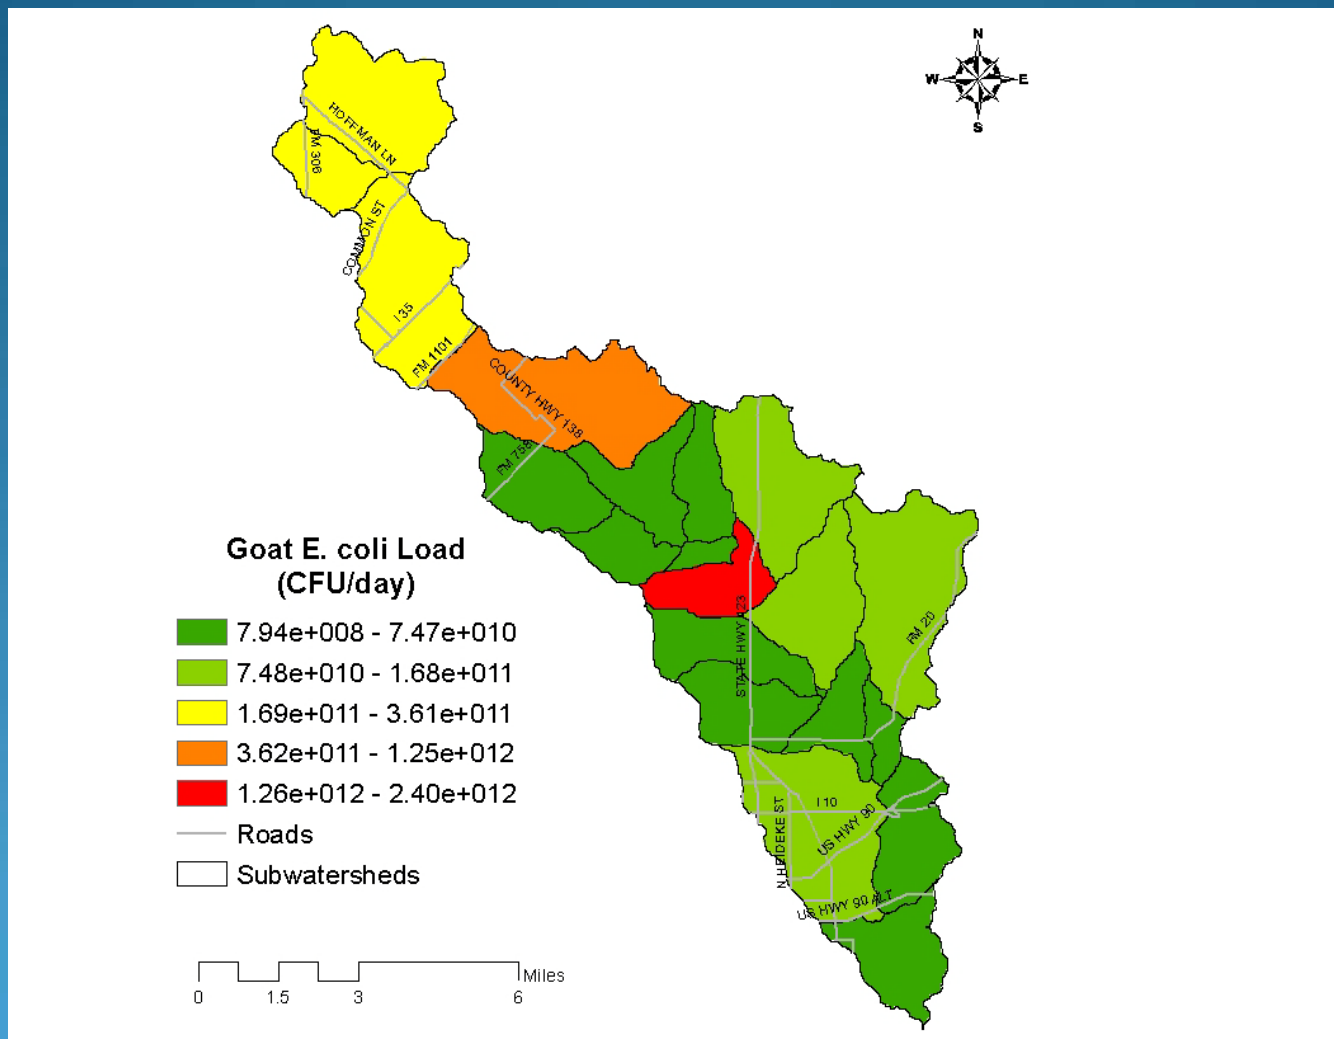 N
W E
S
HOFFMAN LN
FM 306
COMMON ST
I 35
FM 1101
COUNTY HWY 138
FM 758
STATE HWY 123
RM 20
I 10
US HWY 90
N HEIDEKE ST
US HWY 90 ALT
Goat E. coli Load
(CFU/day)
7.94e+008 - 7.47e+010
7.48e+010 - 1.68e+011
1.69e+011 - 3.61e+011
3.62e+011 - 1.25e+012
1.26e+012 - 2.40e+012
Roads
Subwatersheds
Miles
0 1.5 3 6